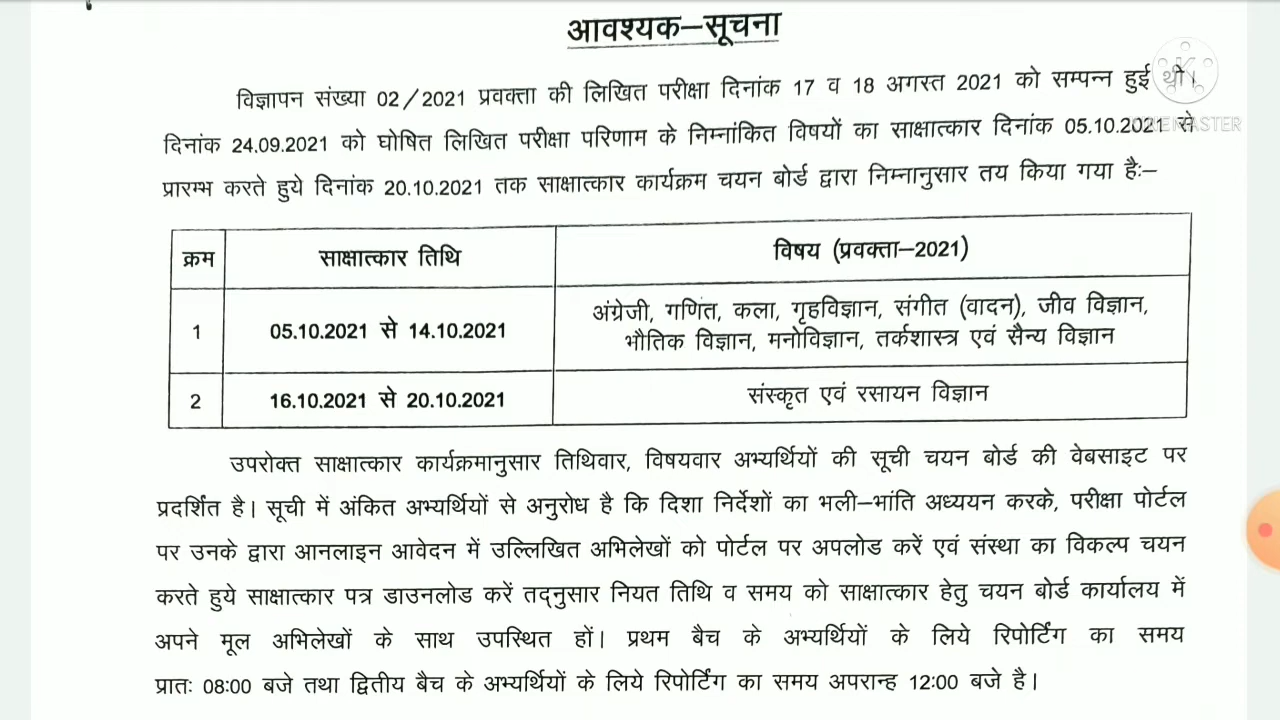 आवश्यक–सूचना
विज्ञापन संख्या 02/2021 प्रवक्ता की लिखित परीक्षा दिनांक 17 व 18 अगस्त 2021 को सम्पन्न हुई थी।
दिनांक 24.09.2021 को घोषित लिखित परीक्षा परिणाम के निम्नांकित विषयों का साक्षात्कार दिनांक 05.10.2021 से
प्रारम्भ करते हुये दिनांक 20.10.2021 तक साक्षात्कार कार्यक्रम चयन बोर्ड द्वारा निम्नानुसार तय किया गया है:–
क्रम साक्षात्कार तिथि विषय (प्रवक्ता–2021)
1 05.10.2021 से 14.10.2021 अंग्रेजी, गणित, कला, गृहविज्ञान, संगीत (वादन), जीव विज्ञान,
भौतिक विज्ञान, मनोविज्ञान, तर्कशास्त्र एवं सैन्य विज्ञान
2 16.10.2021 से 20.10.2021 संस्कृत एवं रसायन विज्ञान
उपरोक्त साक्षात्कार कार्यक्रमानुसार तिथिवार, विषयवार अभ्यर्थियों की सूची चयन बोर्ड की वेबसाइट पर
प्रदर्शित है। सूची में अंकित अभ्यर्थियों से अनुरोध है कि दिशा निर्देशों का भली–भांति अध्ययन करके, परीक्षा पोर्टल
पर उनके द्वारा आनलाइन आवेदन में उल्लिखित अभिलेखों को पोर्टल पर अपलोड करें एवं संस्था का विकल्प चयन
करते हुये साक्षात्कार पत्र डाउनलोड करें तद्नुसार नियत तिथि व समय को साक्षात्कार हेतु चयन बोर्ड कार्यालय में
अपने मूल अभिलेखों के साथ उपस्थित हों। प्रथम बैच के अभ्यर्थियों के लिये रिपोर्टिंग का समय
प्रातः 08:00 बजे तथा द्वितीय बैच के अभ्यर्थियों के लिये रिपोर्टिंग का समय अपरान्ह 12:00 बजे है।